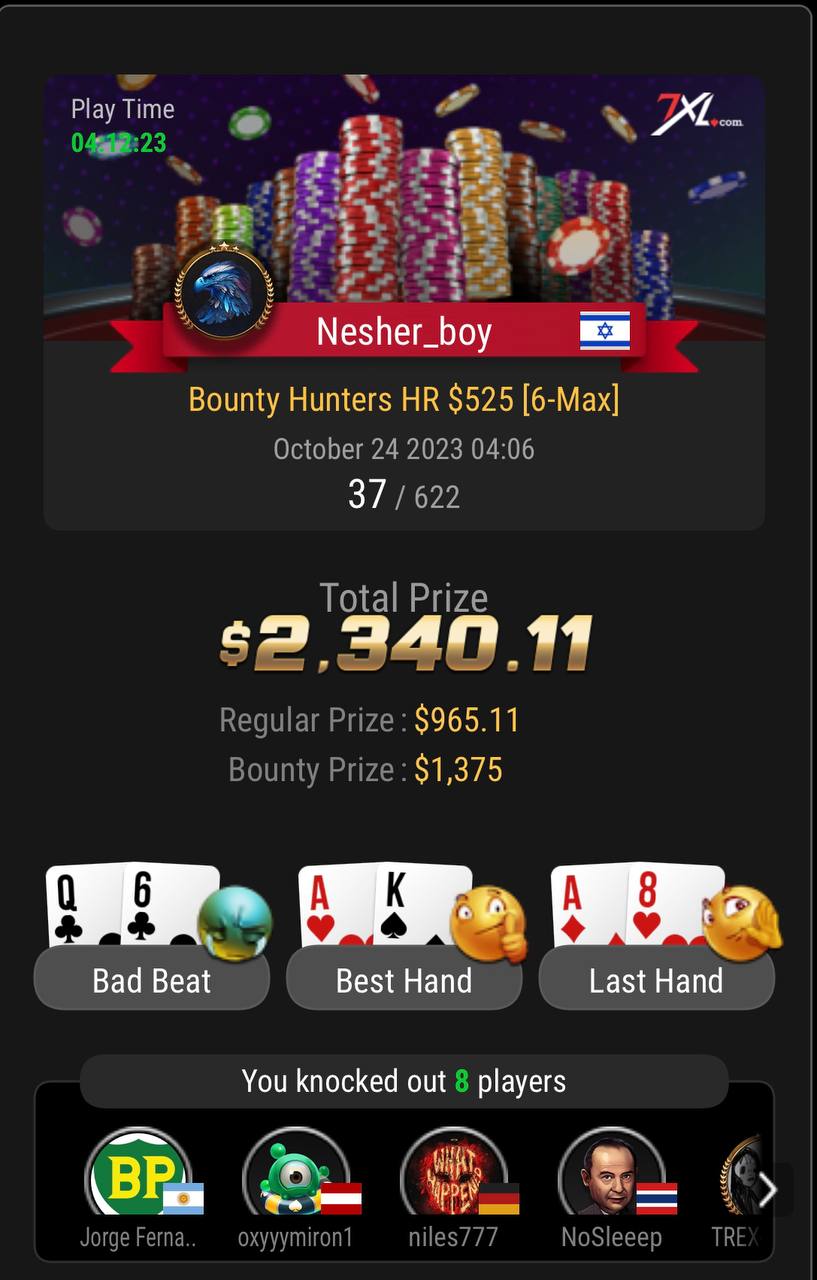 Play Time
04:12:23
7XL.com
Nesher_boy
Bounty Hunters HR $525 [6-Max]
October 24 2023 04:06
37 / 622
Total Prize
$2,340.11
Regular Prize : $965.11
Bounty Prize : $1,375
Q 6 A K A 8
Bad Beat Best Hand Last Hand
You knocked out 8 players
BP WHAT HAPPEN
Jorge Ferna.. oxyyymiron1 niles777 NoSleeep TREX